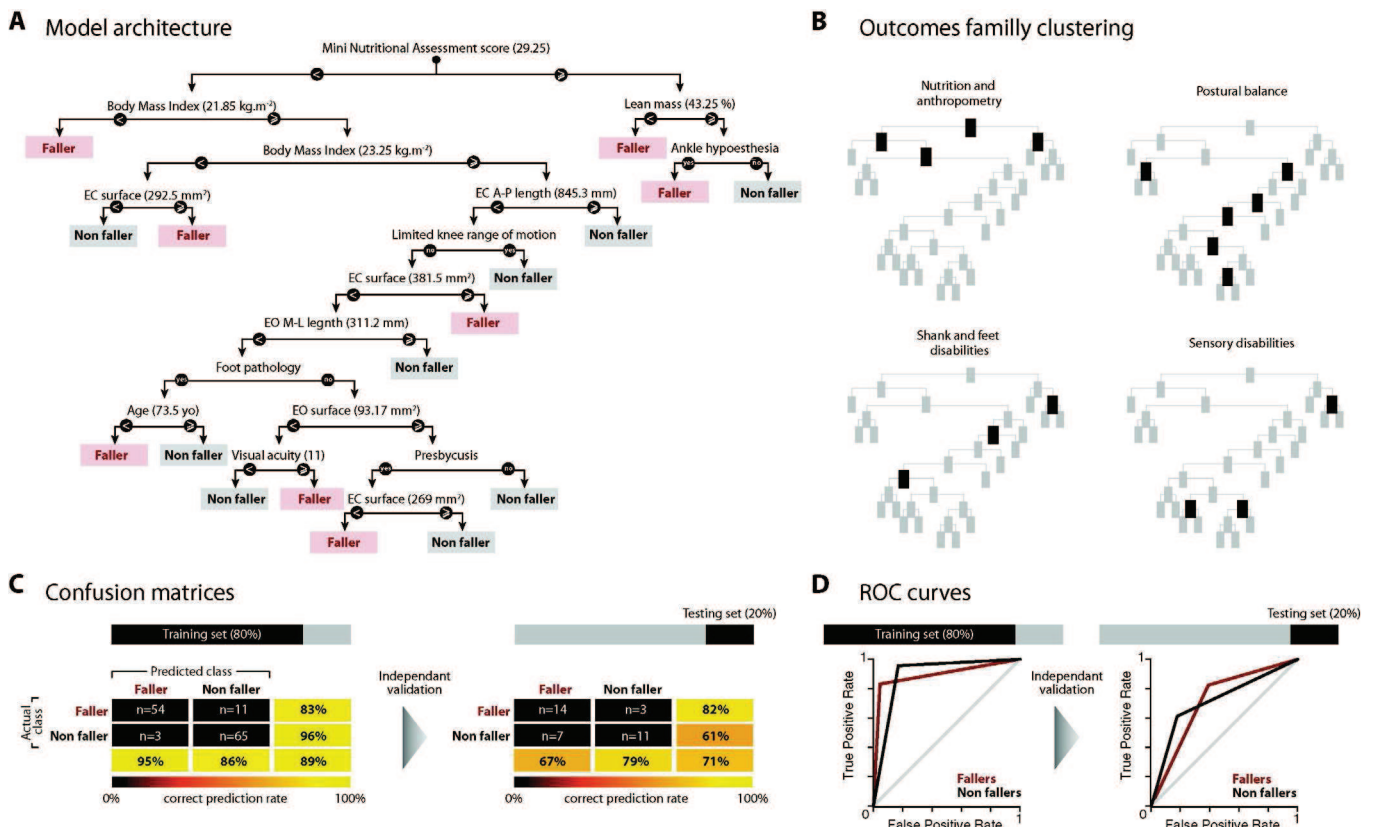 A Model architecture
Mini Nutritional Assessment score (29.25)
< ⩾
Body Mass Index (21.85 kg.m⁻²)
Lean mass (43.25 %)
< ⩾
< ⩾
Faller
Faller
Ankle hypoesthesia
Body Mass Index (23.25 kg.m⁻²)
< ⩾
yes no
Faller
Non faller
EC surface (292.5 mm²)
EC A-P length (845.3 mm)
< ⩾
< ⩾
Non faller
Faller
Limited knee range of motion
Non faller
no yes
EC surface (381.5 mm²)
Non faller
< ⩾
EO M-L legnth (311.2 mm)
Faller
< ⩾
Foot pathology
Non faller
yes no
Age (73.5 yo)
EO surface (93.17 mm²)
< ⩾
< ⩾
Faller
Non faller
Visual acuity (11)
Presbycusis
< ⩾
yes no
Non faller
Faller
EC surface (269 mm²)
Non faller
< ⩾
Faller
Non faller
B Outcomes familly clustering
Nutrition and
anthropometry
Postural balance
Shank and feet
disabilities
Sensory disabilities
C Confusion matrices
Training set (80%)
Predicted class
Faller Non faller
Actual
class
Faller n=54 n=11 83%
Non faller n=3 n=65 96%
95% 86% 89%
0% correct prediction rate 100%
Independant
validation
Testing set (20%)
Faller Non faller
Faller n=14 n=3 82%
Non faller n=7 n=11 61%
67% 79% 71%
0% correct prediction rate 100%
D ROC curves
Training set (80%)
1
True Positive Rate
Fallers
Non fallers
0 1
False Positive Rate
Independant
validation
Testing set (20%)
1
True Positive Rate
Fallers
Non fallers
0 1
False Positive Rate